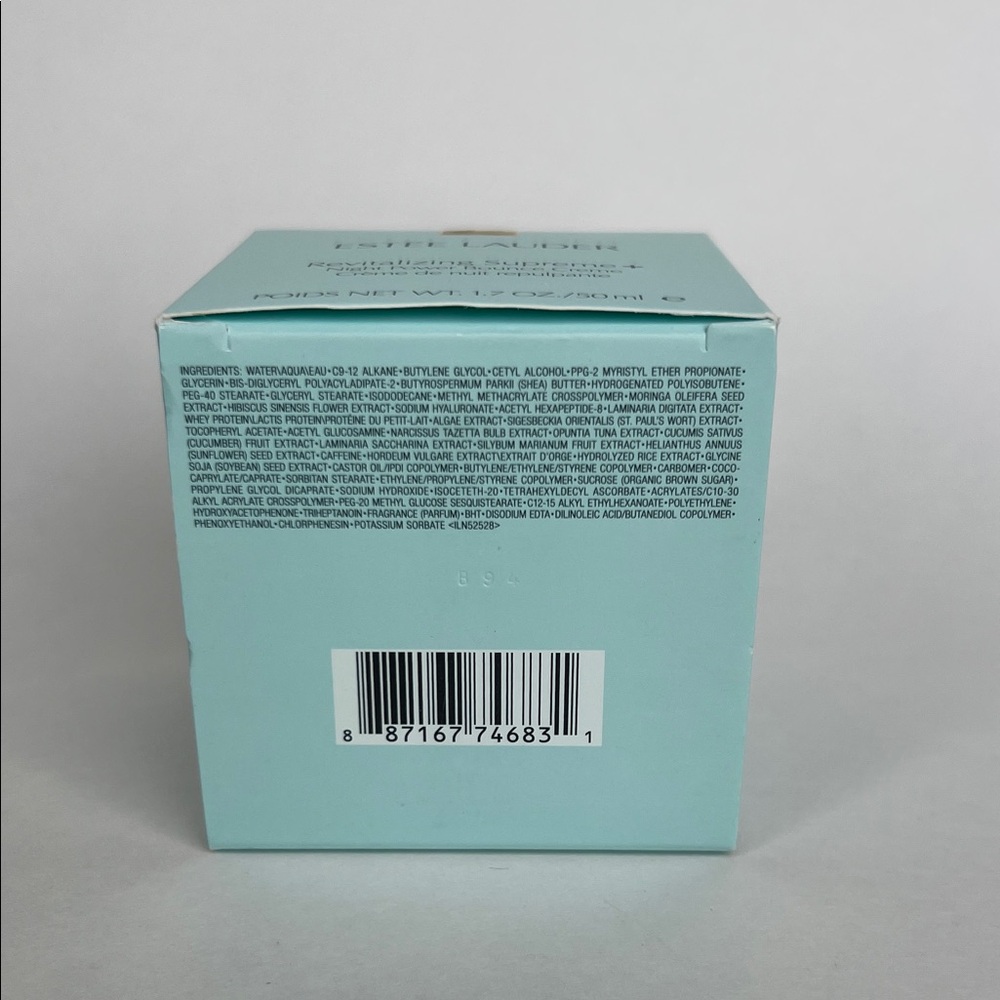 ESTEE LAUDER
Revitalizing Supreme+
Night Power Bounce Creme
Crème de nuit repulpante
POIDS NET WT. 1.7 OZ./50 ml e
INGREDIENTS: WATER\AQUA\EAU•C9-12 ALKANE•BUTYLENE GLYCOL•CETYL ALCOHOL•PPG-2 MYRISTYL ETHER PROPIONATE•
GLYCERIN•BIS-DIGLYCERYL POLYACYLADIPATE-2•BUTYROSPERMUM PARKII (SHEA) BUTTER•HYDROGENATED POLYISOBUTENE•
PEG-40 STEARATE•GLYCERYL STEARATE•ISODODECANE•METHYL METHACRYLATE CROSSPOLYMER•MORINGA OLEIFERA SEED
EXTRACT•HIBISCUS SINENSIS FLOWER EXTRACT•SODIUM HYALURONATE•ACETYL HEXAPEPTIDE-8•LAMINARIA DIGITATA EXTRACT•
WHEY PROTEIN\LACTIS PROTEIN\PROTÉINE DU PETIT-LAIT•ALGAE EXTRACT•SIGESBECKIA ORIENTALIS (ST. PAUL'S WORT) EXTRACT•
TOCOPHERYL ACETATE•ACETYL GLUCOSAMINE•NARCISSUS TAZETTA BULB EXTRACT•OPUNTIA TUNA EXTRACT•CUCUMIS SATIVUS
(CUCUMBER) FRUIT EXTRACT•LAMINARIA SACCHARINA EXTRACT•SILYBUM MARIANUM FRUIT EXTRACT•HELIANTHUS ANNUUS
(SUNFLOWER) SEED EXTRACT•CAFFEINE•HORDEUM VULGARE EXTRACT\EXTRAIT D'ORGE•HYDROLYZED RICE EXTRACT•GLYCINE
SOJA (SOYBEAN) SEED EXTRACT•CASTOR OIL/IPDI COPOLYMER•BUTYLENE/ETHYLENE/STYRENE COPOLYMER•CARBOMER•COCO-
CAPRYLATE/CAPRATE•SORBITAN STEARATE•ETHYLENE/PROPYLENE/STYRENE COPOLYMER•SUCROSE (ORGANIC BROWN SUGAR)•
PROPYLENE GLYCOL DICAPRATE•SODIUM HYDROXIDE•ISOCETETH-20•TETRAHEXYLDECYL ASCORBATE•ACRYLATES/C10-30
ALKYL ACRYLATE CROSSPOLYMER•PEG-20 METHYL GLUCOSE SESQUISTEARATE•C12-15 ALKYL ETHYLHEXANOATE•POLYETHYLENE•
HYDROXYACETOPHENONE•TRIHEPTANOIN•FRAGRANCE (PARFUM)•BHT•DISODIUM EDTA•DILINOLEIC ACID/BUTANEDIOL COPOLYMER•
PHENOXYETHANOL•CHLORPHENESIN•POTASSIUM SORBATE <ILN52528>
B94
8 87167 74683 1